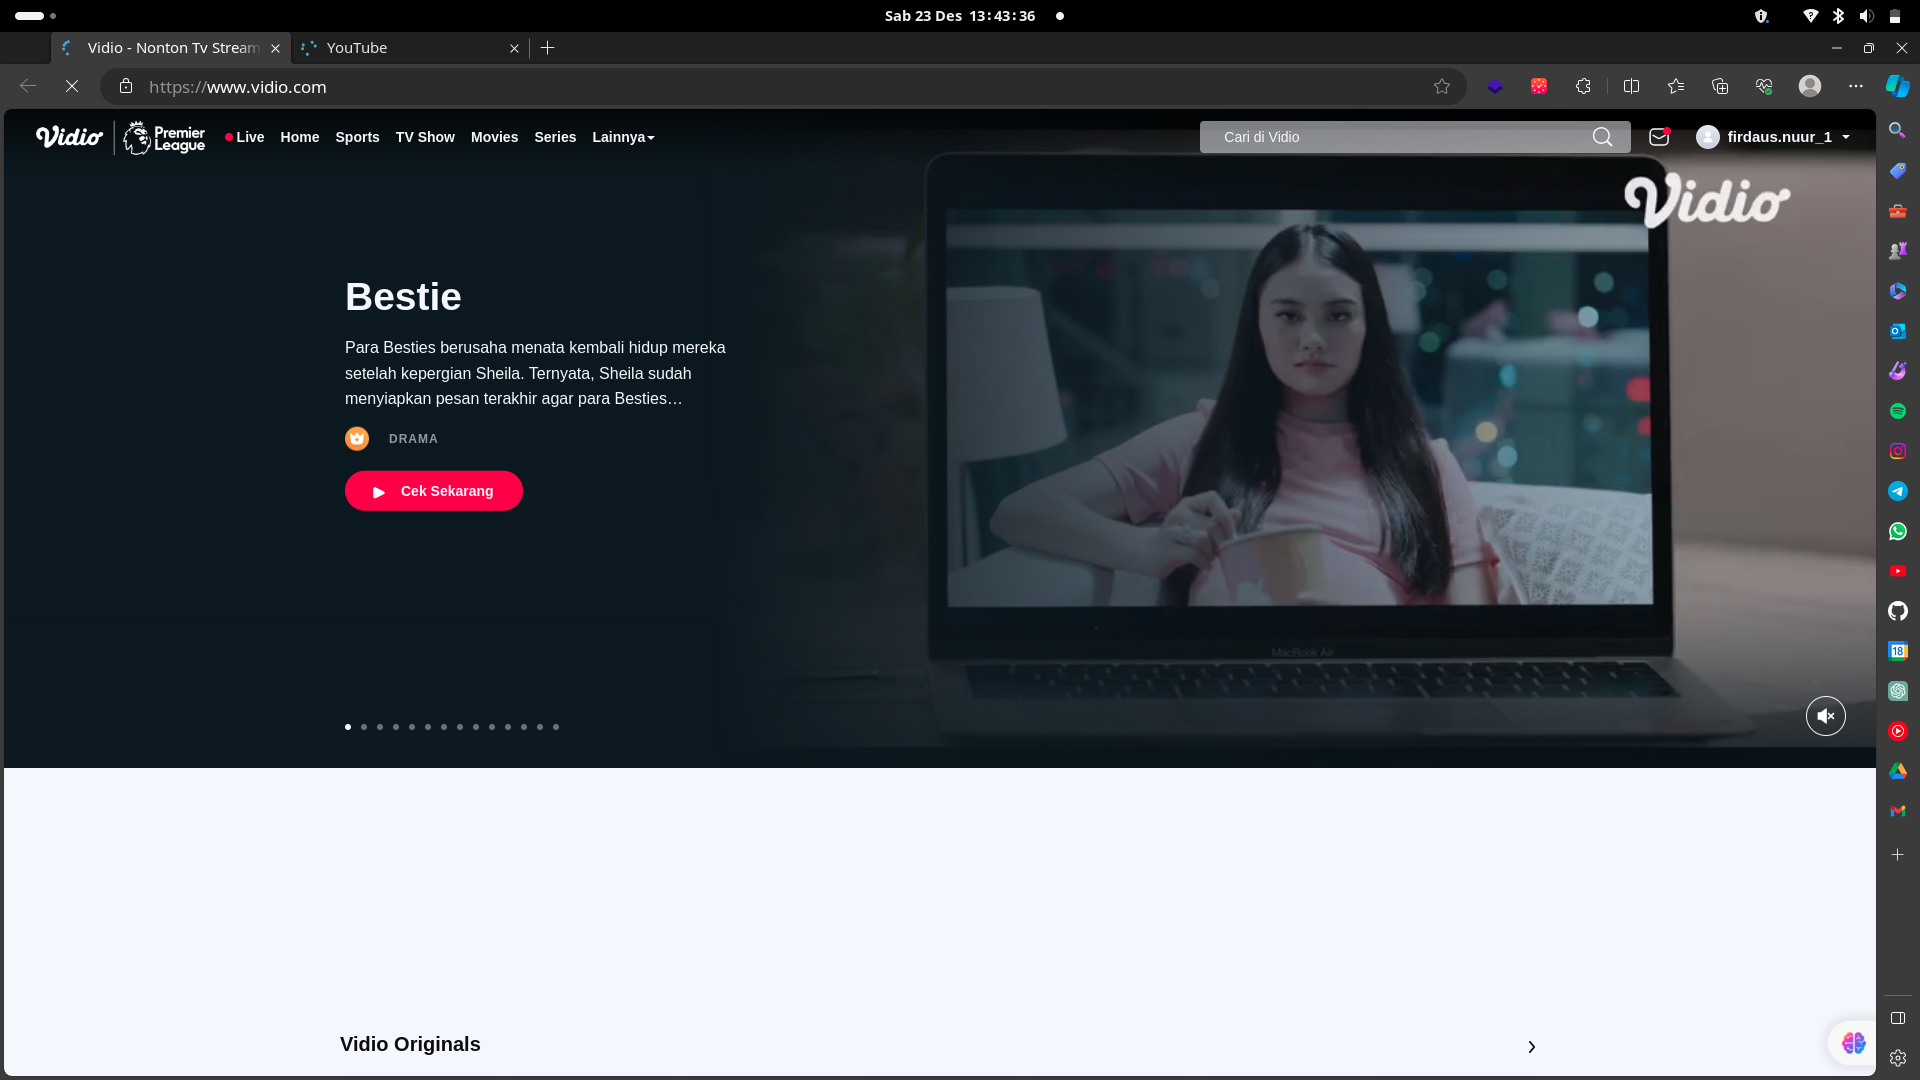 Sab 23 Des 13:43:36
Vidio - Nonton Tv Stream
YouTube
https://www.vidio.com
Vidio
Premier League
Live
Home
Sports
TV Show
Movies
Series
Lainnya
Cari di Vidio
firdaus.nuur_1
Vidio
Bestie
Para Besties berusaha menata kembali hidup mereka
setelah kepergian Sheila. Ternyata, Sheila sudah
menyiapkan pesan terakhir agar para Besties…
DRAMA
Cek Sekarang
MacBook Air
18
Vidio Originals